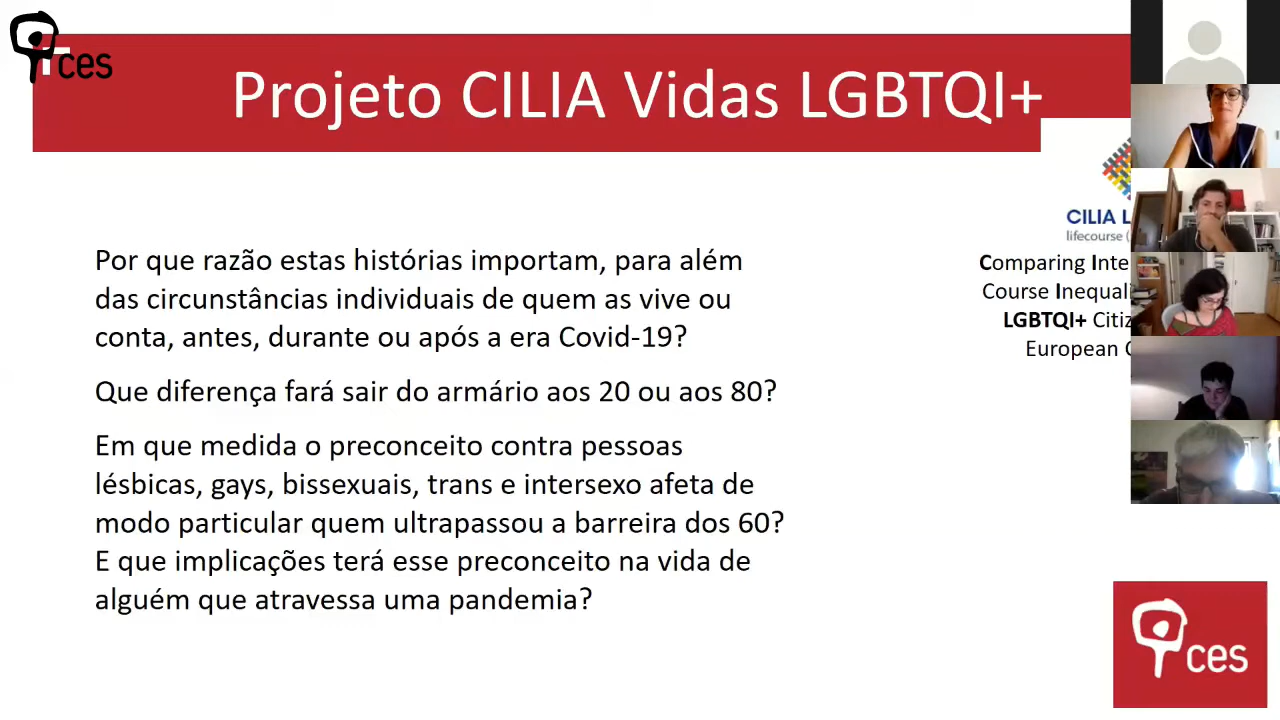 ces
Projeto CILIA Vidas LGBTQI+
Por que razão estas histórias importam, para além
das circunstâncias individuais de quem as vive ou
conta, antes, durante ou após a era Covid-19?
Que diferença fará sair do armário aos 20 ou aos 80?
Em que medida o preconceito contra pessoas
lésbicas, gays, bissexuais, trans e intersexo afeta de
modo particular quem ultrapassou a barreira dos 60?
E que implicações terá esse preconceito na vida de
alguém que atravessa uma pandemia?
CILIA
lifecourse
Comparing
Course
LGBTQI+
European
ces